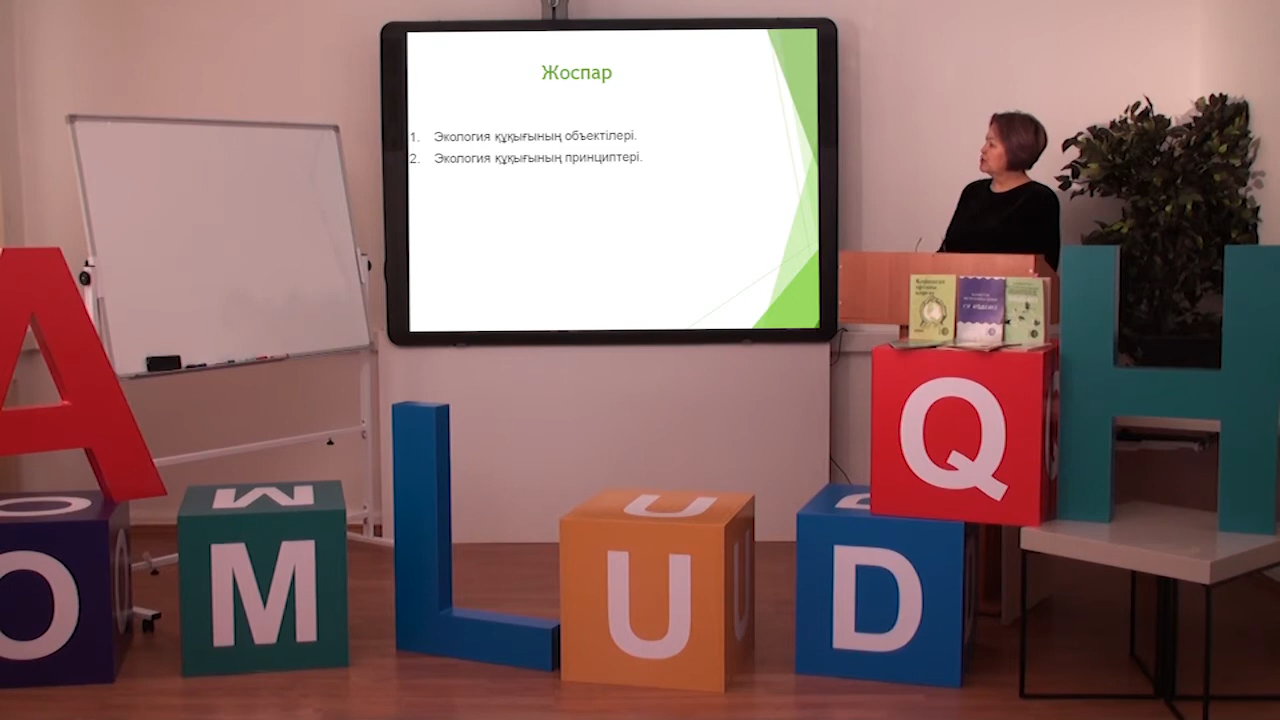 Жоспар
1. Экология құқығының объектілері.
2. Экология құқығының принциптері.
A
H
Q
O
M
L
U
D
O
M
U